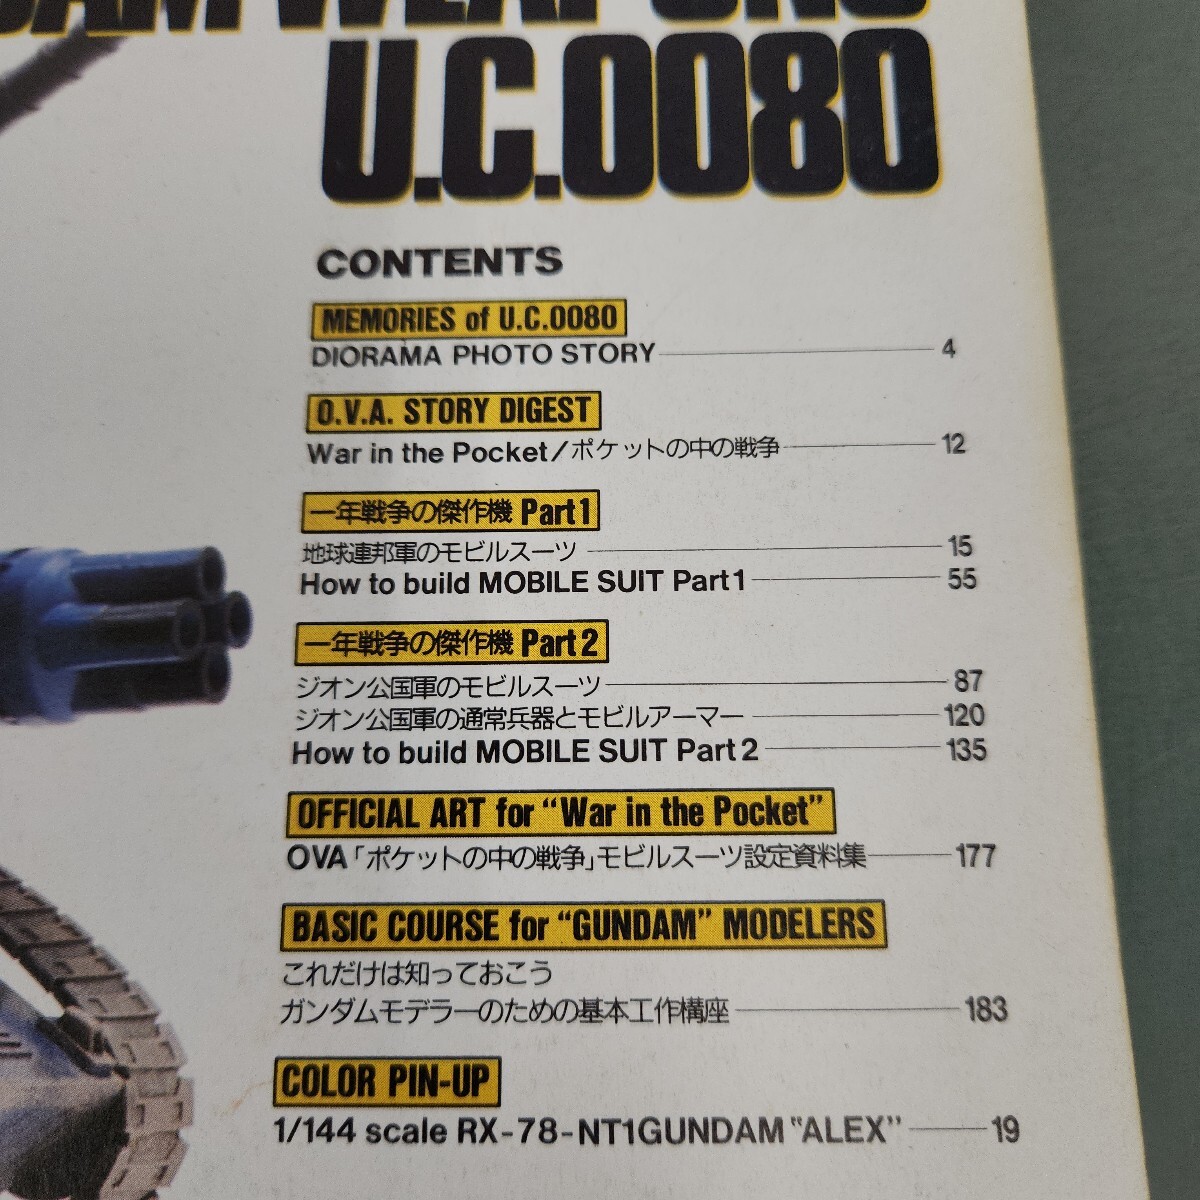 U.C.0080
CONTENTS
MEMORIES of U.C.0080
DIORAMA PHOTO STORY 4
O.V.A. STORY DIGEST
War in the Pocket/ポケットの中の戦争 12
一年戦争の傑作機 Part1
地球連邦軍のモビルスーツ 15
How to build MOBILE SUIT Part1 55
一年戦争の傑作機 Part2
ジオン公国軍のモビルスーツ 87
ジオン公国軍の通常兵器とモビルアーマー 120
How to build MOBILE SUIT Part2 135
OFFICIAL ART for "War in the Pocket"
OVA「ポケットの中の戦争」モビルスーツ設定資料集 177
BASIC COURSE for "GUNDAM" MODELERS
これだけは知っておこう
ガンダムモデラーのための基本工作講座 183
COLOR PIN-UP
1/144 scale RX-78-NT1GUNDAM "ALEX" 19